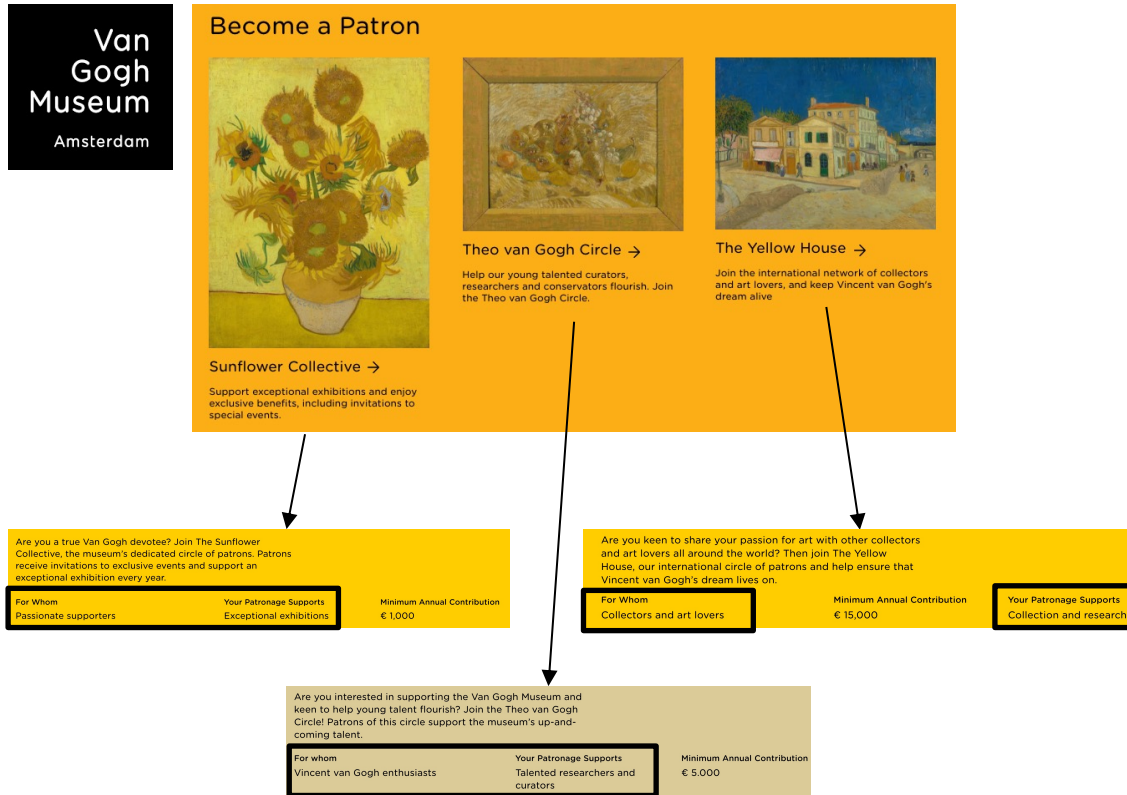 Van
Gogh
Museum
Amsterdam
Become a Patron
Sunflower Collective →
Support exceptional exhibitions and enjoy
exclusive benefits, including invitations to
special events.
Theo van Gogh Circle →
Help our young talented curators,
researchers and conservators flourish. Join
the Theo van Gogh Circle.
The Yellow House →
Join the international network of collectors
and art lovers, and keep Vincent van Gogh's
dream alive
Are you a true Van Gogh devotee? Join The Sunflower
Collective, the museum's dedicated circle of patrons. Patrons
receive invitations to exclusive events and support an
exceptional exhibition every year.
For Whom Your Patronage Supports Minimum Annual Contribution
Passionate supporters Exceptional exhibitions € 1,000
Are you keen to share your passion for art with other collectors
and art lovers all around the world? Then join The Yellow
House, our international circle of patrons and help ensure that
Vincent van Gogh's dream lives on.
For Whom Minimum Annual Contribution Your Patronage Supports
Collectors and art lovers € 15,000 Collection and research
Are you interested in supporting the Van Gogh Museum and
keen to help young talent flourish? Join the Theo van Gogh
Circle! Patrons of this circle support the museum's up-and-
coming talent.
For whom Your Patronage Supports Minimum Annual Contribution
Vincent van Gogh enthusiasts Talented researchers and € 5.000
curators